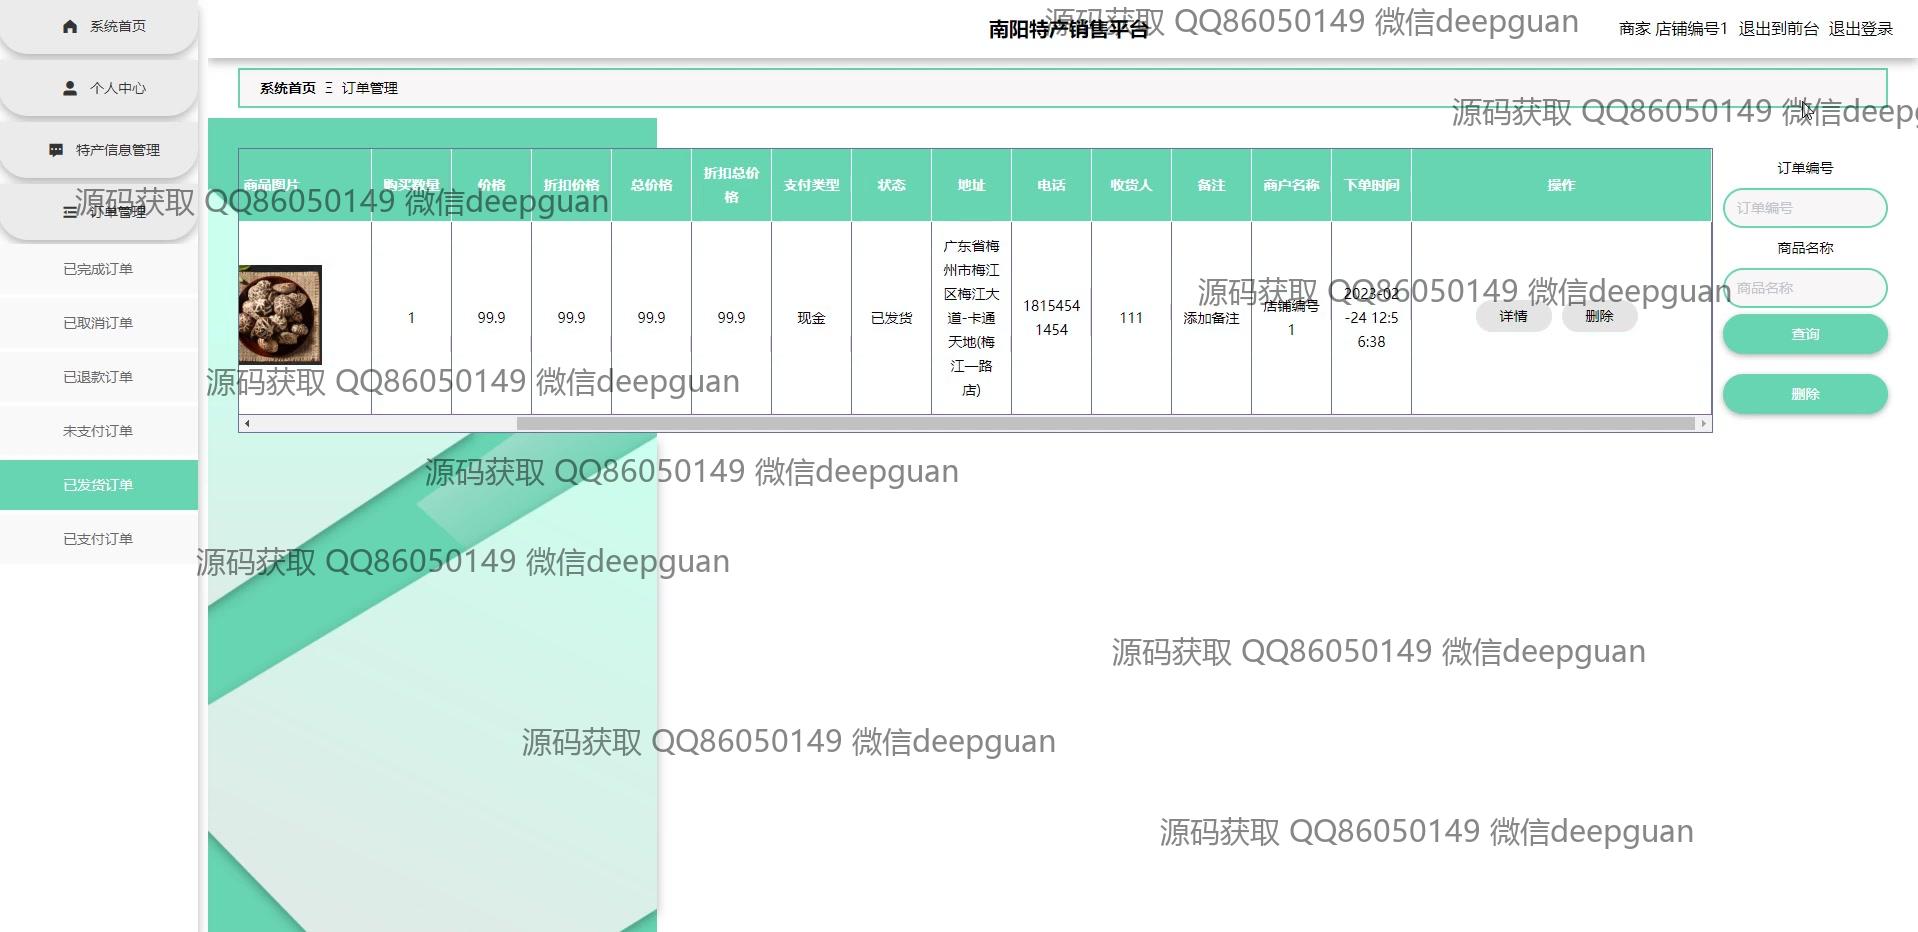 系统首页
个人中心
特产信息管理
订单管理
已完成订单
已取消订单
已退款订单
未支付订单
已发货订单
已支付订单
南阳特产销售平台
商家 店铺编号1 退出到前台 退出登录
系统首页 Ξ 订单管理
商品图片 购买数量 价格 折扣价格 总价格 折扣总价格 支付类型 状态 地址 电话 收货人 备注 商户名称 下单时间 操作
1 99.9 99.9 99.9 99.9 现金 已发货
广东省梅
州市梅江
区梅江大
道-卡通
天地(梅
江一路
店)
1815454
1454
111
添加备注
店铺编号
1
2023-02
-24 12:5
6:38
详情 删除
订单编号
订单编号
商品名称
商品名称
查询
删除
源码获取 QQ86050149 微信deepguan
源码获取 QQ86050149 微信deepg
源码获取 QQ86050149 微信deepguan
源码获取 QQ86050149 微信deepguan
源码获取 QQ86050149 微信deepguan
源码获取 QQ86050149 微信deepguan
源码获取 QQ86050149 微信deepguan
源码获取 QQ86050149 微信deepguan
源码获取 QQ86050149 微信deepguan
源码获取 QQ86050149 微信deepguan